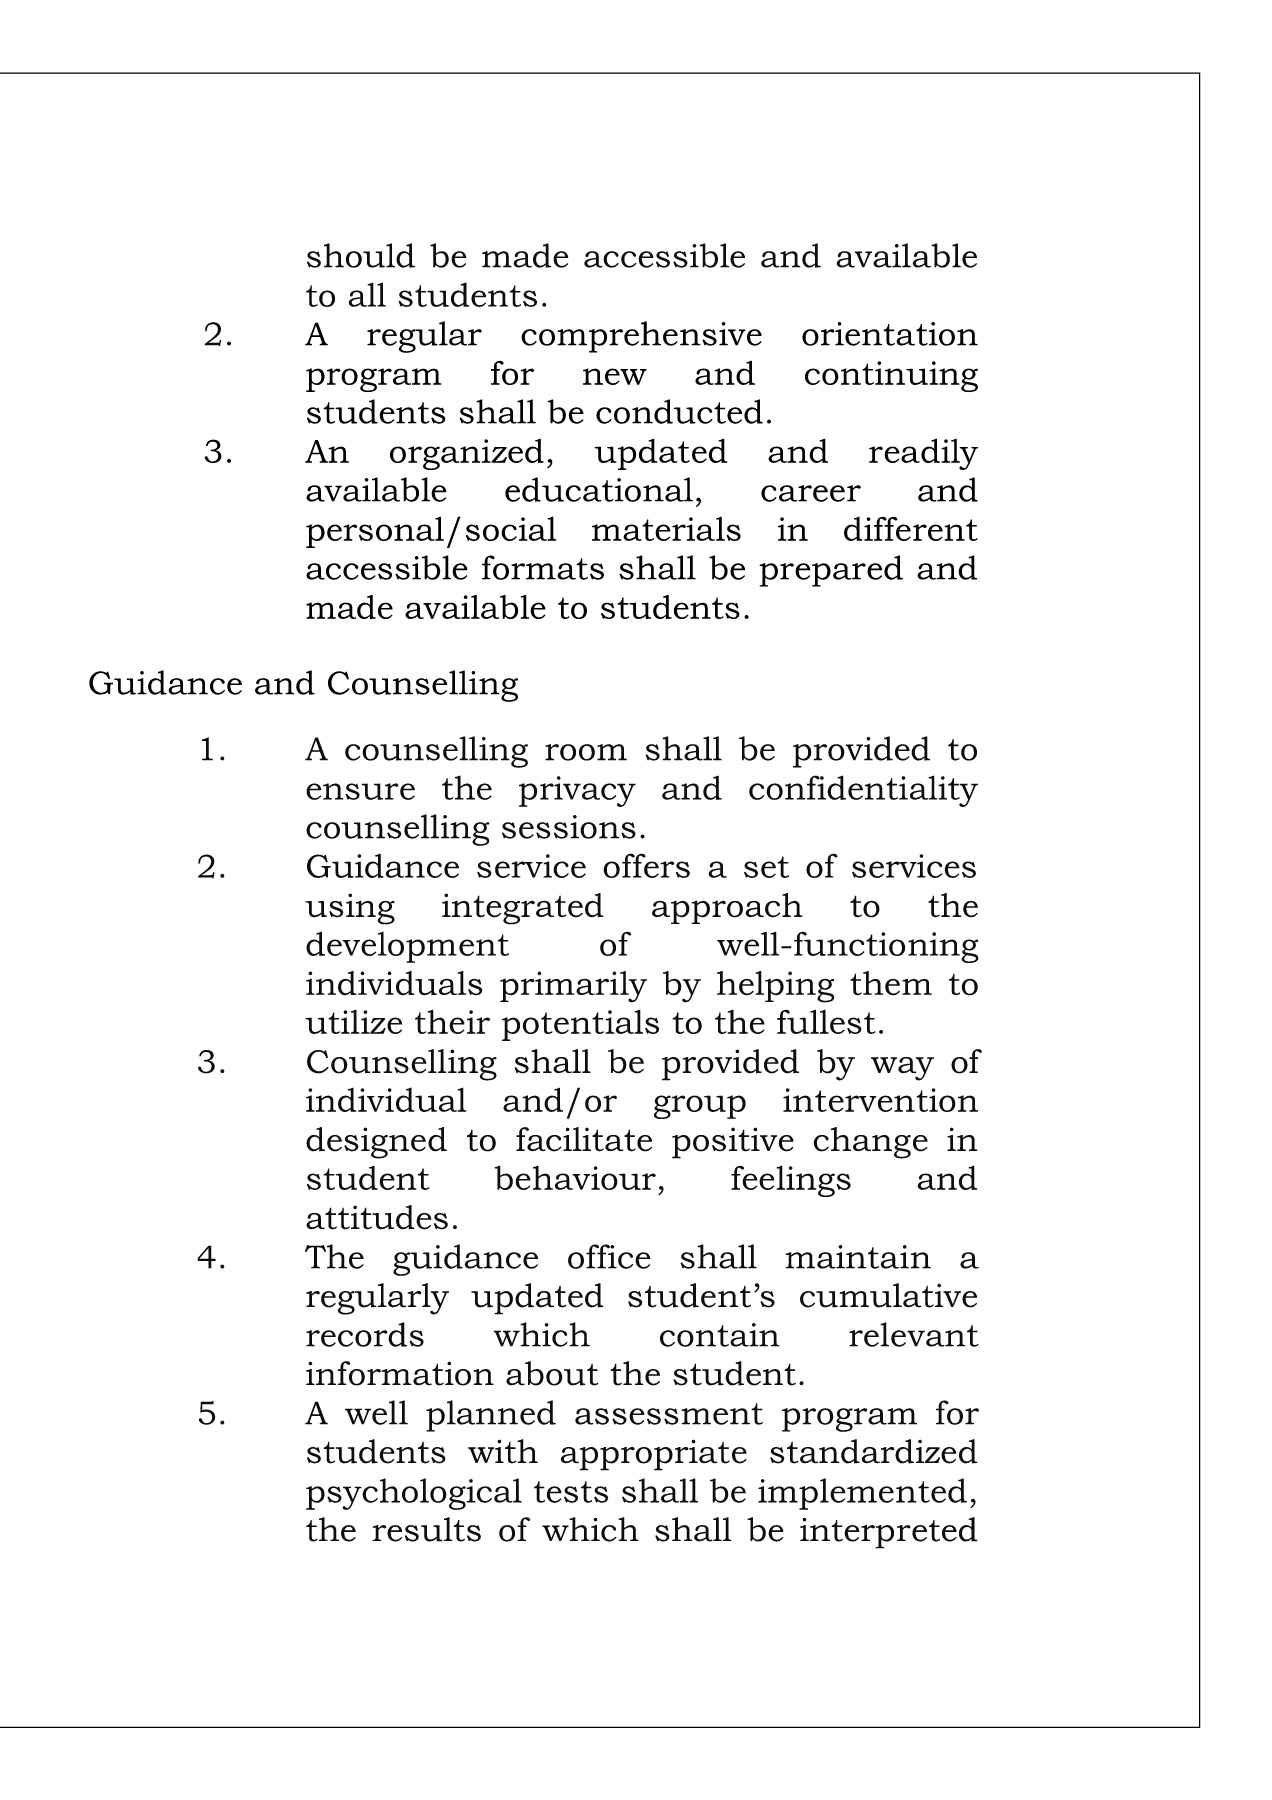 should be made accessible and available
to all students.
2. A regular comprehensive orientation
program for new and continuing
students shall be conducted.
3. An organized, updated and readily
available educational, career and
personal/social materials in different
accessible formats shall be prepared and
made available to students.
Guidance and Counselling
1. A counselling room shall be provided to
ensure the privacy and confidentiality
counselling sessions.
2. Guidance service offers a set of services
using integrated approach to the
development of well-functioning
individuals primarily by helping them to
utilize their potentials to the fullest.
3. Counselling shall be provided by way of
individual and/or group intervention
designed to facilitate positive change in
student behaviour, feelings and
attitudes.
4. The guidance office shall maintain a
regularly updated student’s cumulative
records which contain relevant
information about the student.
5. A well planned assessment program for
students with appropriate standardized
psychological tests shall be implemented,
the results of which shall be interpreted